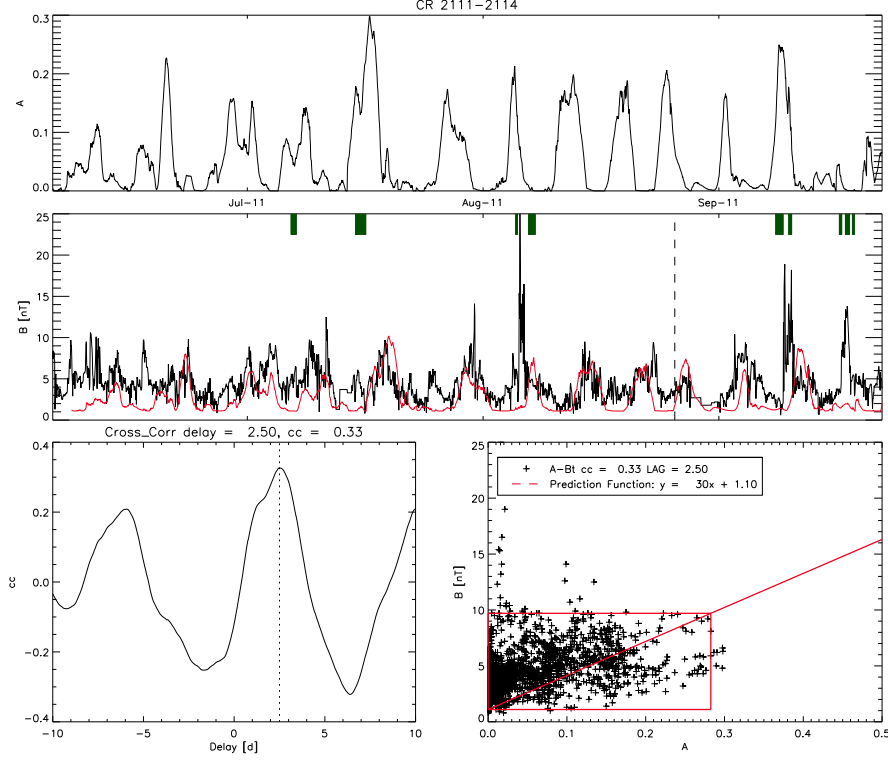 CR 2111−2114
0.3
0.2
0.1
0.0
A
Jul−11
Aug−11
Sep−11
25
20
15
10
5
0
B [nT]
Cross_Corr delay = 2.50, cc = 0.33
0.4
0.2
0.0
−0.2
−0.4
cc
−10
−5
0
5
10
Delay [d]
25
20
15
10
5
0
B [nT]
A−Bt cc = 0.33 LAG = 2.50
Prediction Function: y = 30x + 1.10
0.0
0.1
0.2
0.3
0.4
0.5
A